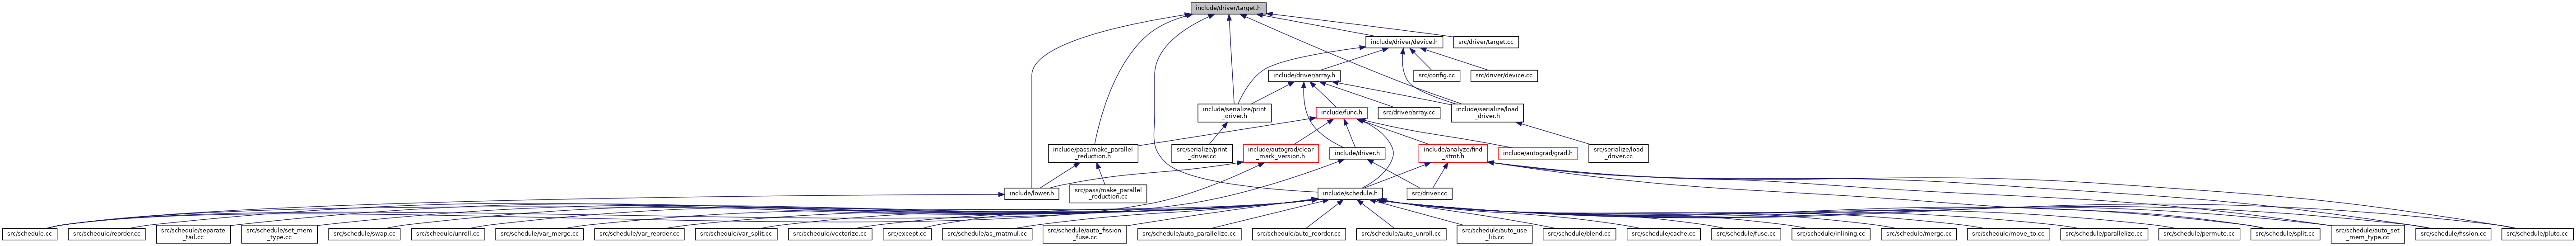 include/driver/target.h
include/driver/device.h
src/driver/target.cc
include/driver/array.h
src/config.cc
src/driver/device.cc
include/serialize/print
_driver.h
include/func.h
src/driver/array.cc
include/serialize/load
_driver.h
include/pass/make_parallel
_reduction.h
src/serialize/print
_driver.cc
include/autograd/clear
_mark_version.h
include/driver.h
include/analyze/find
_stmt.h
include/autograd/grad.h
src/serialize/load
_driver.cc
include/lower.h
src/pass/make_parallel
_reduction.cc
include/schedule.h
src/driver.cc
src/schedule.cc
src/schedule/reorder.cc
src/schedule/separate
_tail.cc
src/schedule/set_mem
_type.cc
src/schedule/swap.cc
src/schedule/unroll.cc
src/schedule/var_merge.cc
src/schedule/var_reorder.cc
src/schedule/var_split.cc
src/schedule/vectorize.cc
src/except.cc
src/schedule/as_matmul.cc
src/schedule/auto_fission
_fuse.cc
src/schedule/auto_parallelize.cc
src/schedule/auto_reorder.cc
src/schedule/auto_unroll.cc
src/schedule/auto_use
_lib.cc
src/schedule/blend.cc
src/schedule/cache.cc
src/schedule/fuse.cc
src/schedule/inlining.cc
src/schedule/merge.cc
src/schedule/move_to.cc
src/schedule/parallelize.cc
src/schedule/permute.cc
src/schedule/split.cc
src/schedule/auto_set
_mem_type.cc
src/schedule/fission.cc
src/schedule/pluto.cc